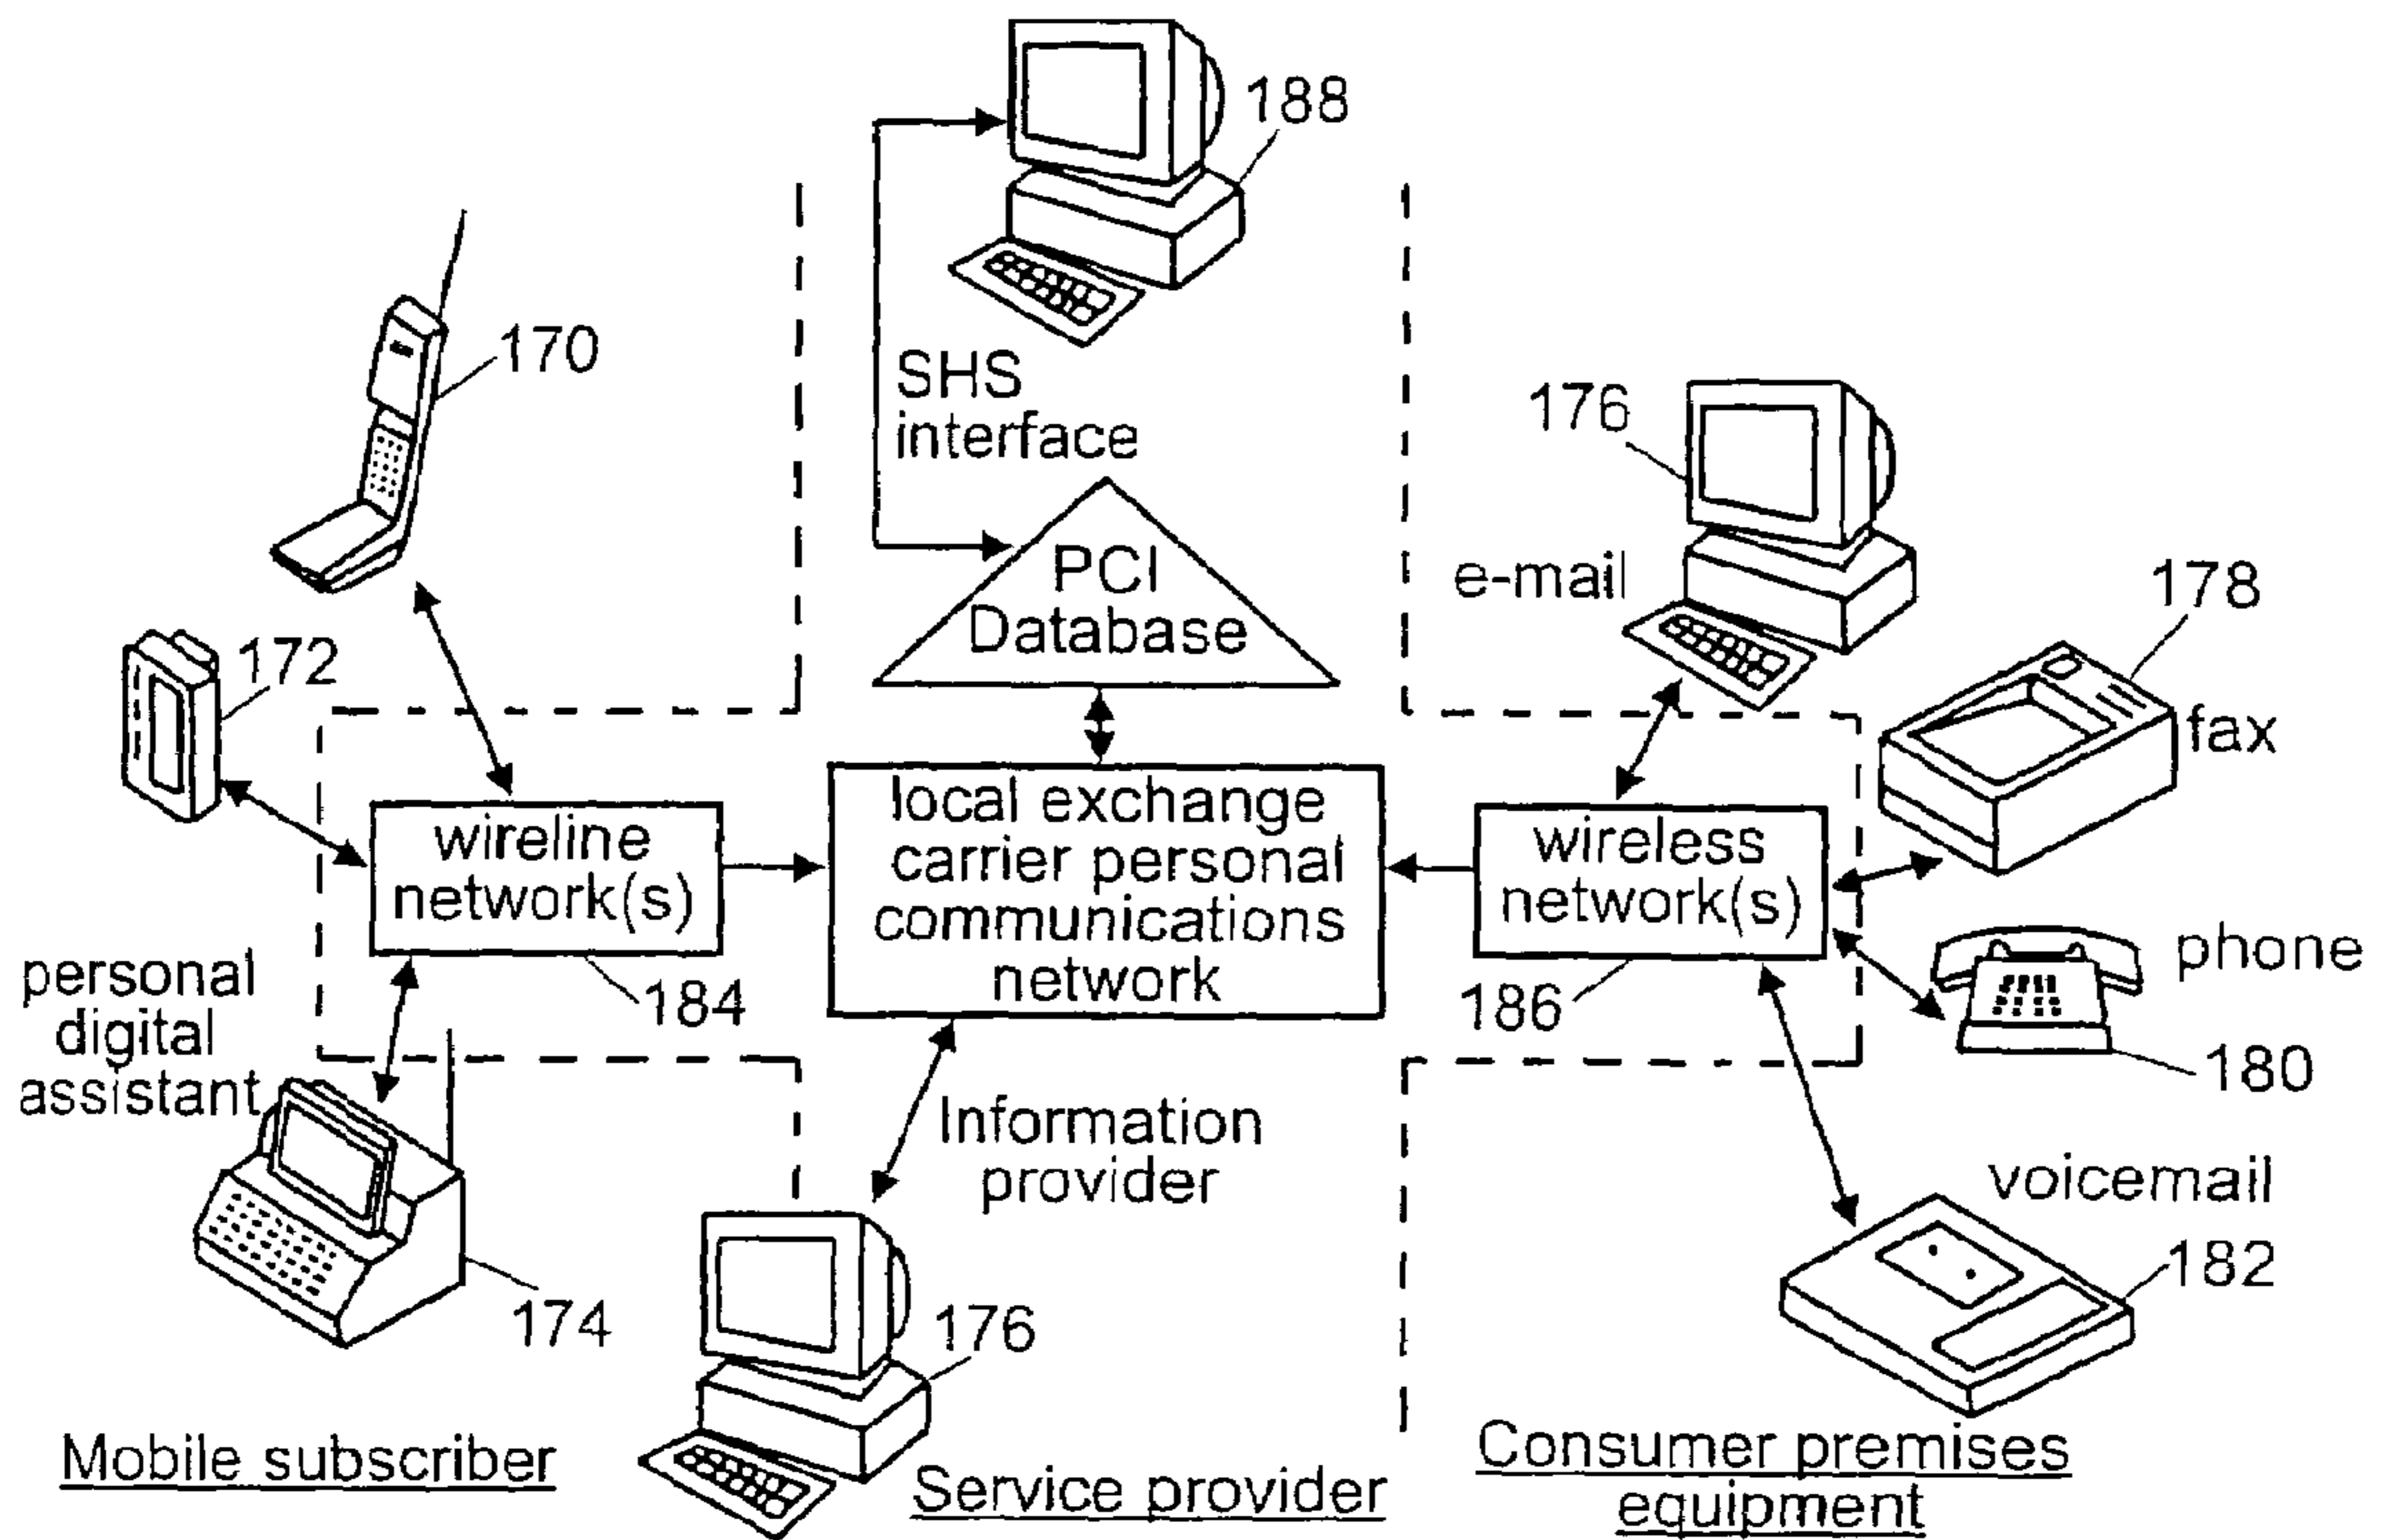 188
170
SHS
interface
176
172
PCI
Database
e-mail
178
fax
wireline
network(s)
184
local exchange
carrier personal
communications
network
wireless
network(s)
186
phone
180
personal
digital
assistant
174
Information
provider
176
voicemail
182
Mobile subscriber
Service provider
Consumer premises
equipment